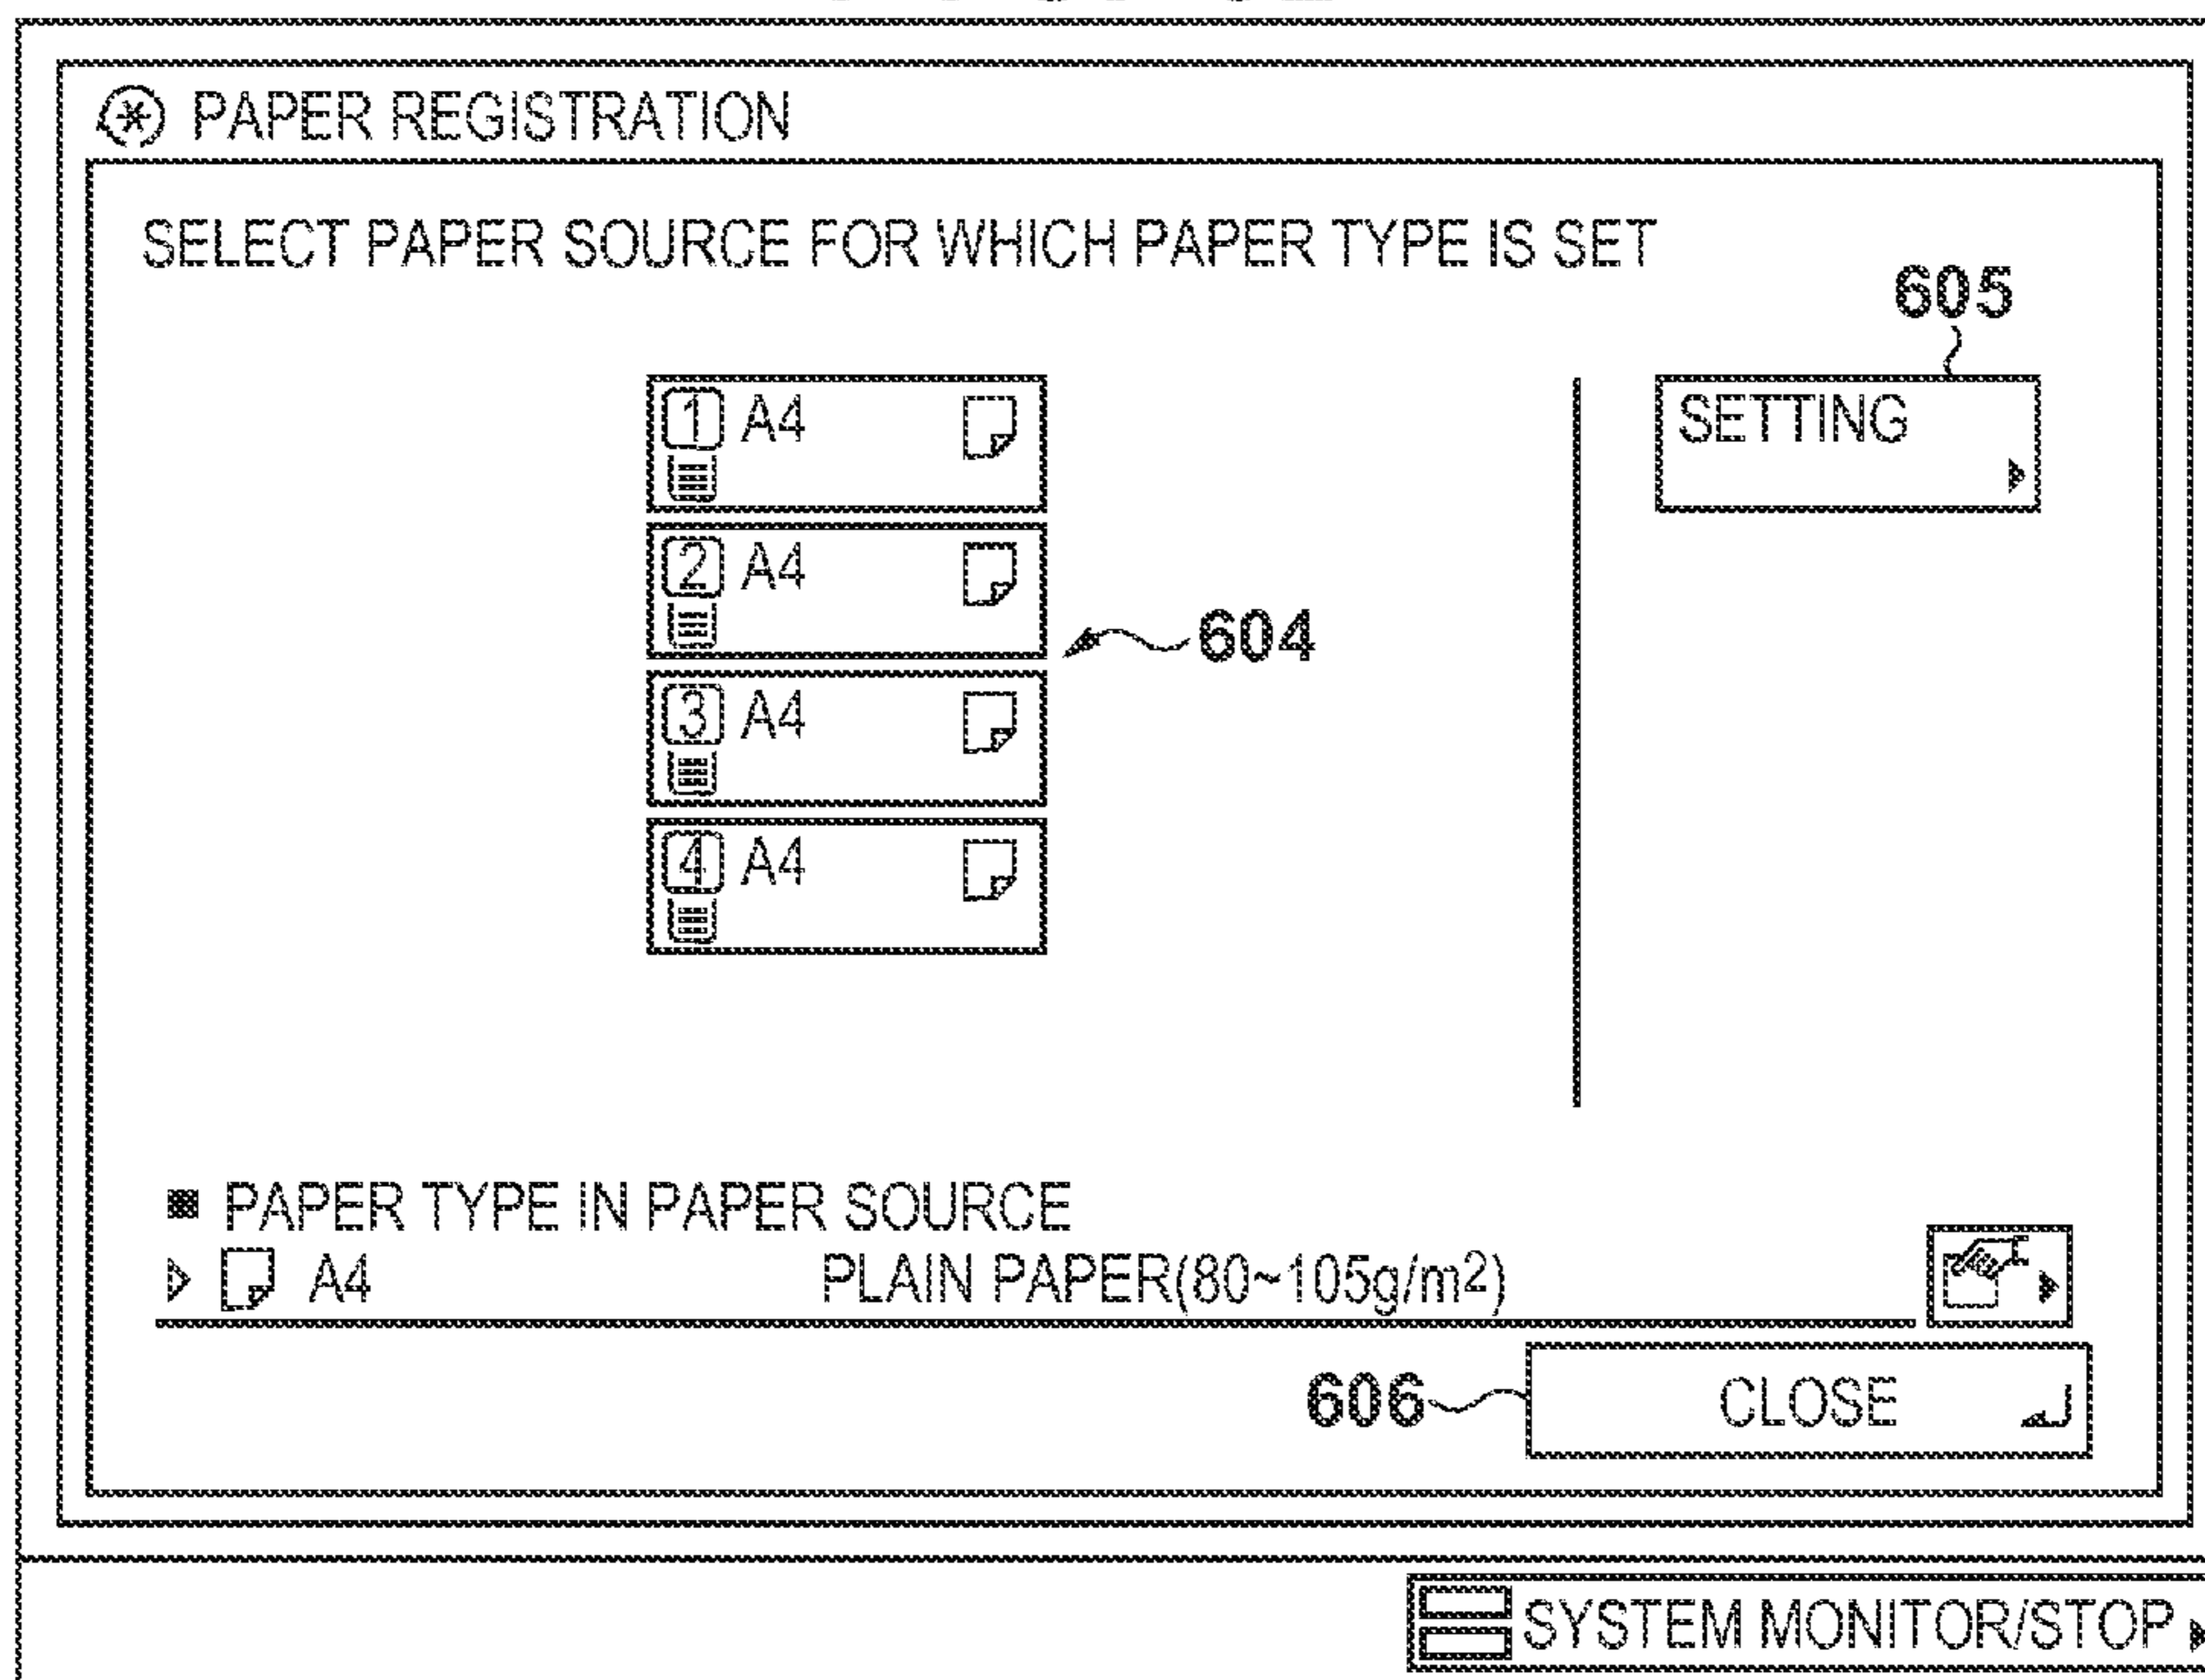 PAPER REGISTRATION
SELECT PAPER SOURCE FOR WHICH PAPER TYPE IS SET
605
1 A4
SETTING
2 A4
604
3 A4
4 A4
PAPER TYPE IN PAPER SOURCE
A4 PLAIN PAPER(80~105g/m2)
606 CLOSE
SYSTEM MONITOR/STOP